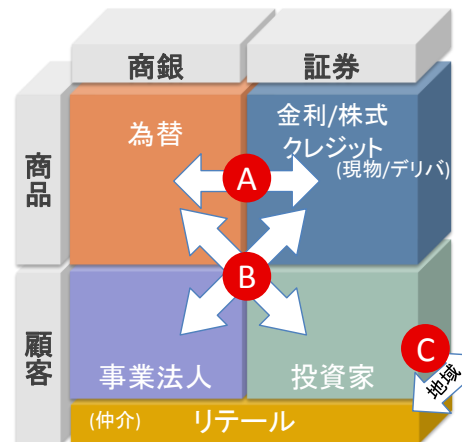 商銀
証券
商品
顧客
為替
金利/株式
クレジット
(現物/デリバ)
A
B
C
地域
事業法人
投資家
(仲介)
リテール